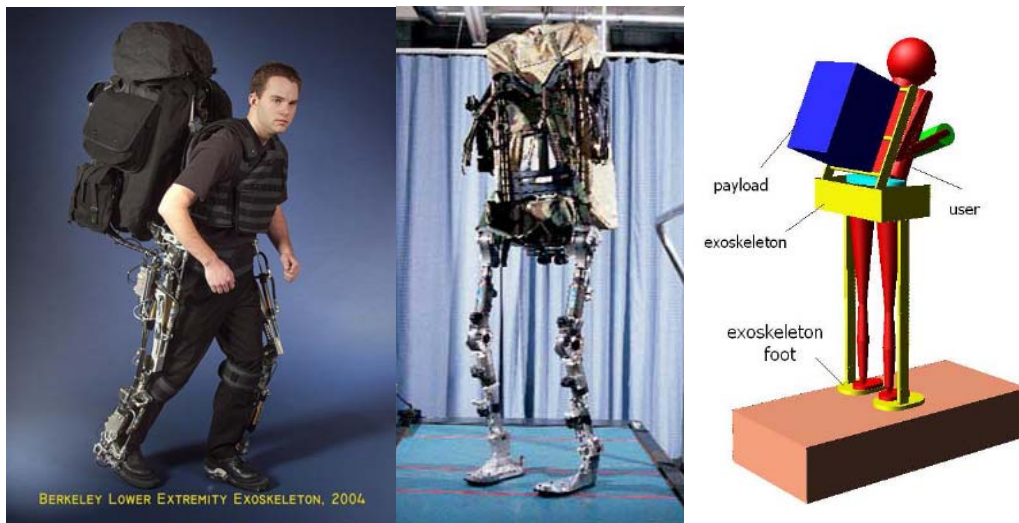 BERKELEY LOWER EXTREMITY EXOSKELETON, 2004
payload
exoskeleton
user
exoskeleton
foot